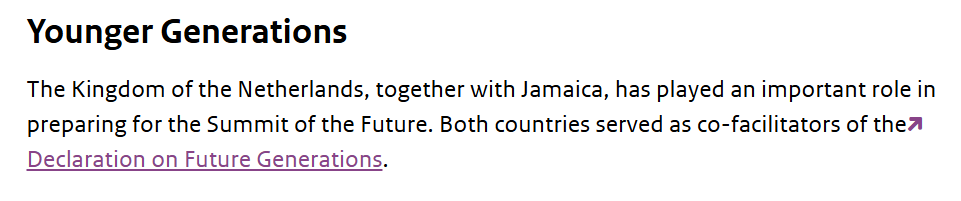 Younger Generations
The Kingdom of the Netherlands, together with Jamaica, has played an important role in
preparing for the Summit of the Future. Both countries served as co-facilitators of the
Declaration on Future Generations.